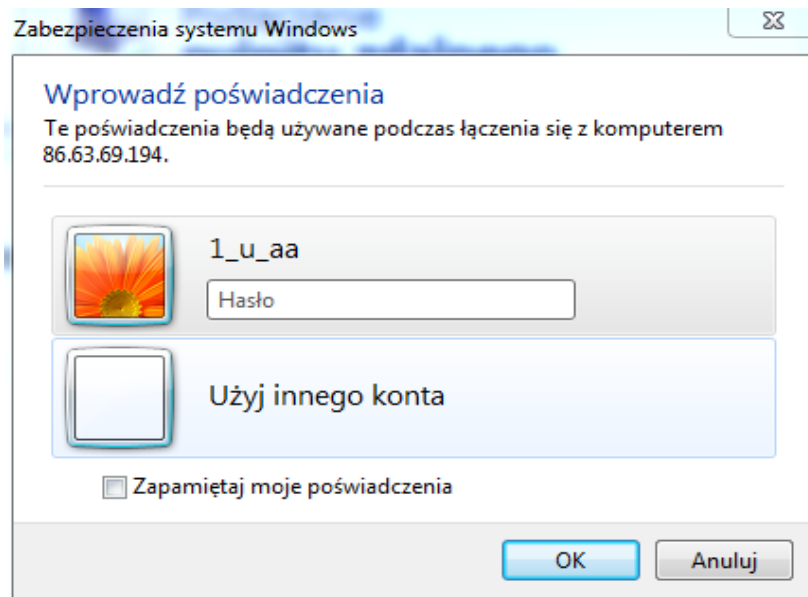 Zabezpieczenia systemu Windows
Wprowadź poświadczenia
Te poświadczenia będą używane podczas łączenia się z komputerem
86.63.69.194.
1_u_aa
Hasło
Użyj innego konta
Zapamiętaj moje poświadczenia
OK
Anuluj